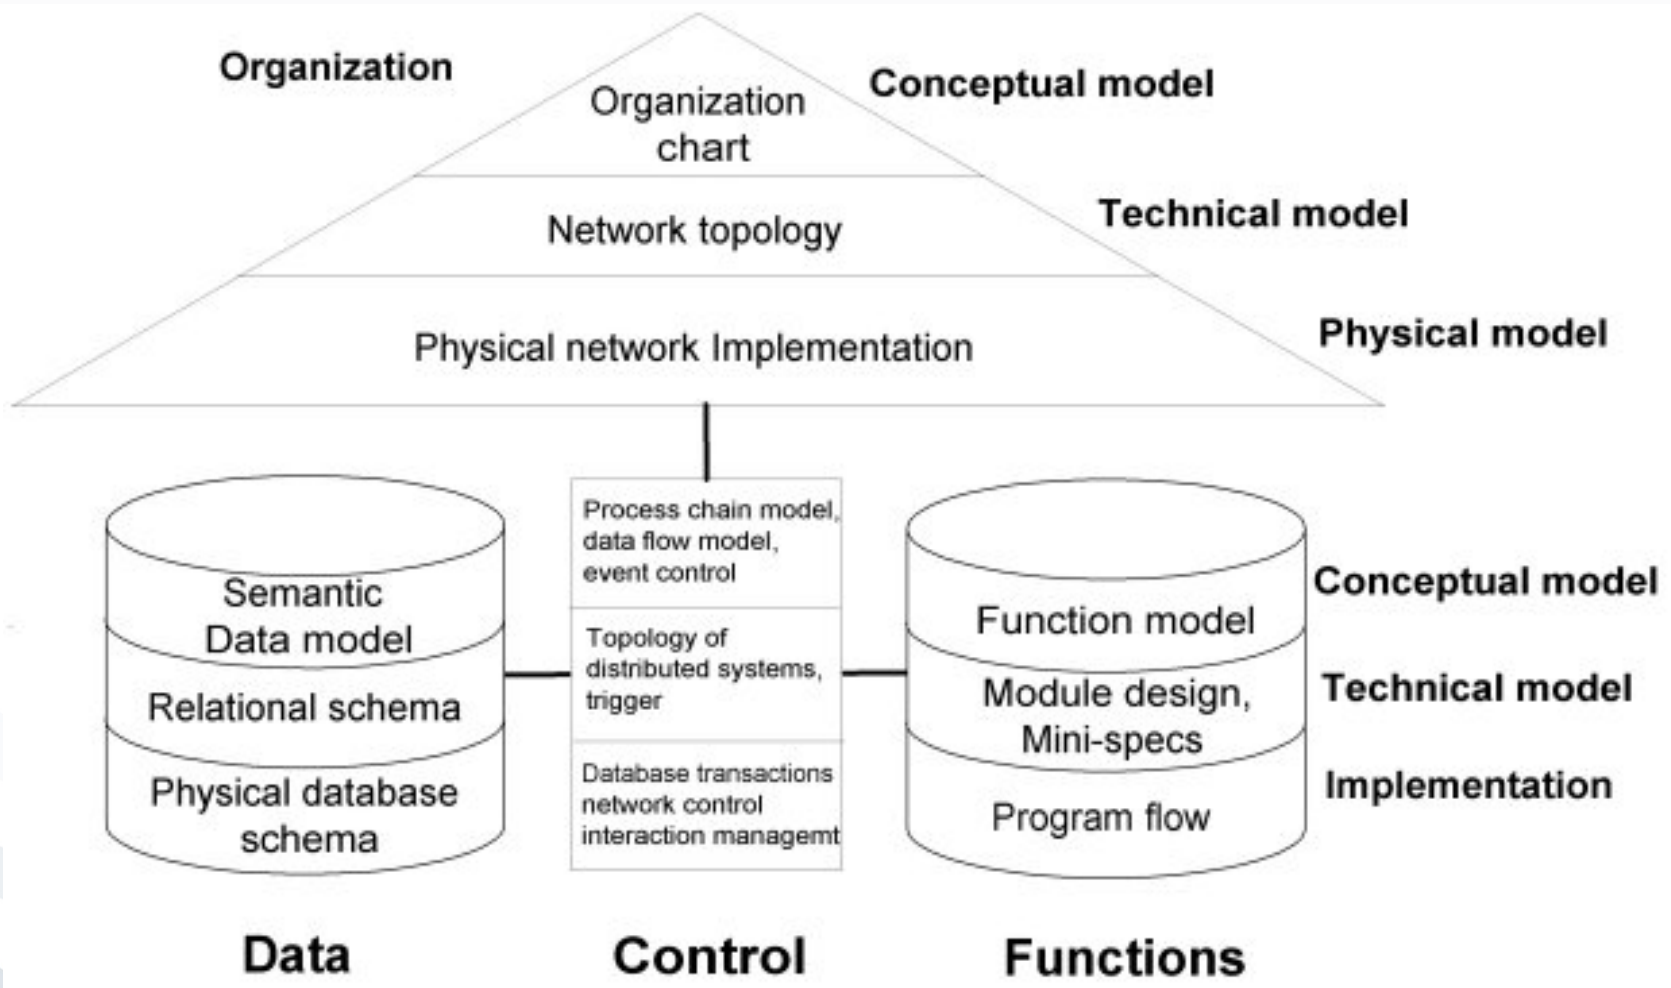 Organization
Conceptual model
Organization
chart
Technical model
Network topology
Physical model
Physical network Implementation
Semantic
Data model
Relational schema
Physical database
schema
Process chain model,
data flow model,
event control
Topology of
distributed systems,
trigger
Database transactions
network control
interaction managemt
Function model
Module design,
Mini-specs
Program flow
Conceptual model
Technical model
Implementation
Data
Control
Functions